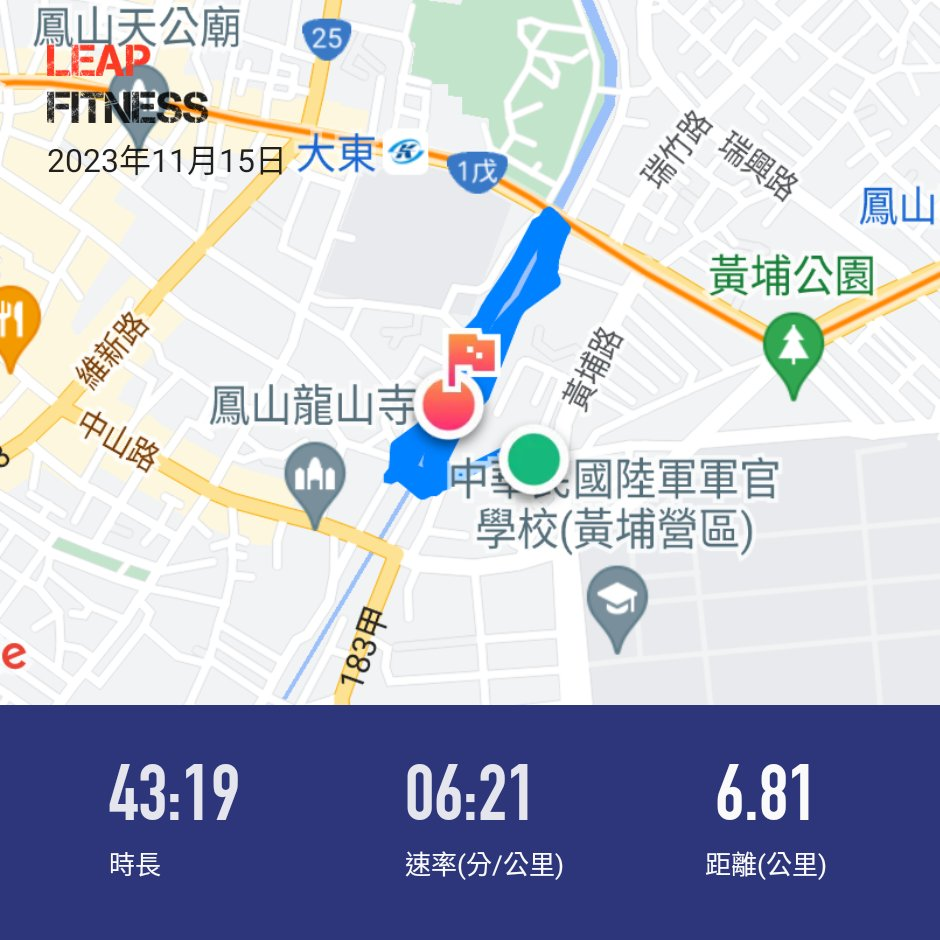 鳳山天公廟
LEAP
FITNESS
2023年11月15日
25
大東
1戊
瑞竹路
瑞興路
鳳山
黃埔公園
維新路
黃埔路
鳳山龍山寺
中山路
3
中華民國陸軍軍官
學校(黃埔營區)
183甲
e
43:19
06:21
6.81
時長
速率(分/公里)
距離(公里)